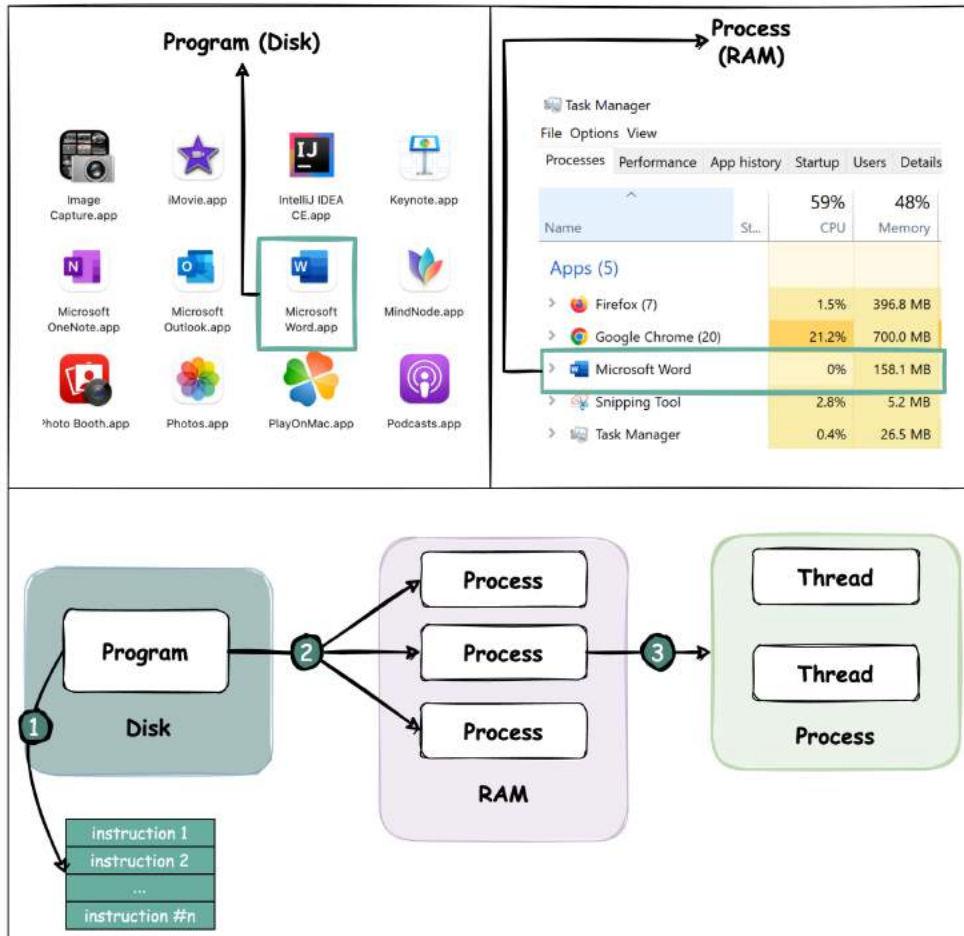 Program (Disk)
Image
Capture.app
iMovie.app
IJ
IntelliJ IDEA
CE.app
Keynote.app
N
Microsoft
OneNote.app
O
Microsoft
Outlook.app
W
Microsoft
Word.app
MindNode.app
Photo Booth.app
Photos.app
PlayOnMac.app
Podcasts.app
Process
(RAM)
Task Manager
File Options View
Processes Performance App history Startup Users Details
59% 48%
Name St... CPU Memory
Apps (5)
Firefox (7) 1.5% 396.8 MB
Google Chrome (20) 21.2% 700.0 MB
Microsoft Word 0% 158.1 MB
Snipping Tool 2.8% 5.2 MB
Task Manager 0.4% 26.5 MB
Program
Disk
1
instruction 1
instruction 2
...
instruction #n
2
Process
Process
Process
RAM
3
Thread
Thread
Process